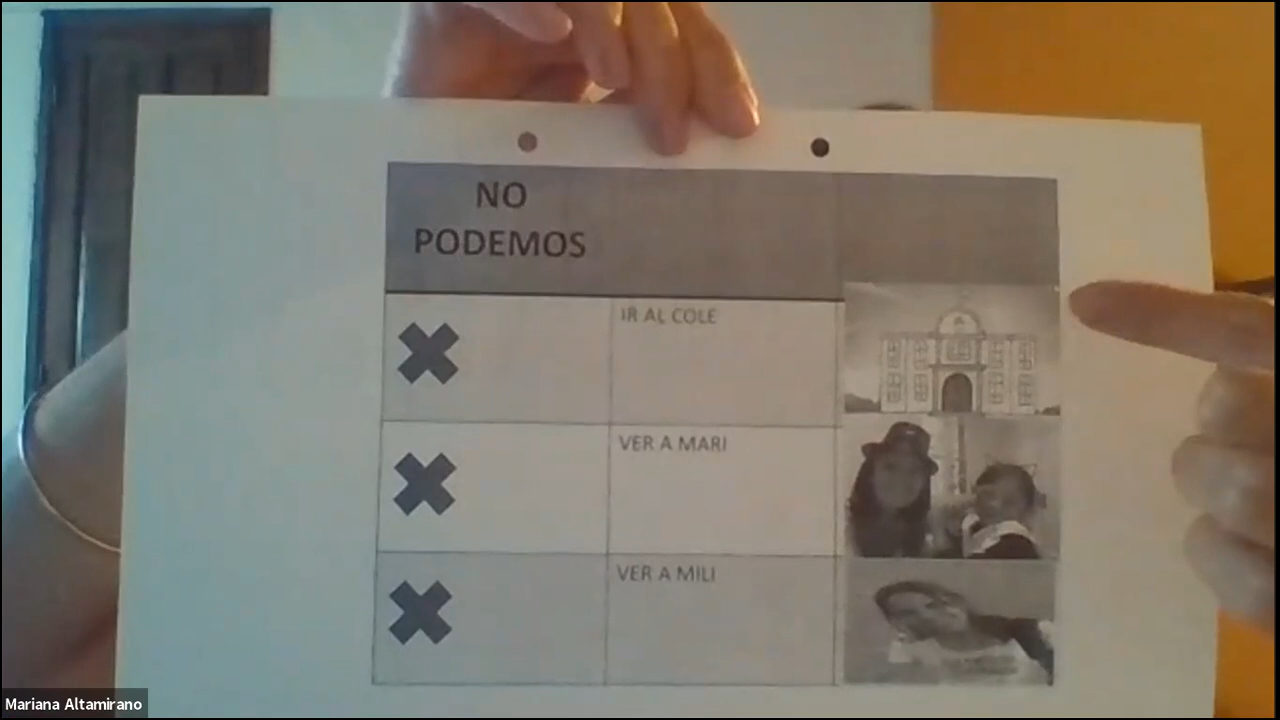 NO
PODEMOS
IR AL COLE
VER A MARI
VER A MILI
Mariana Altamirano